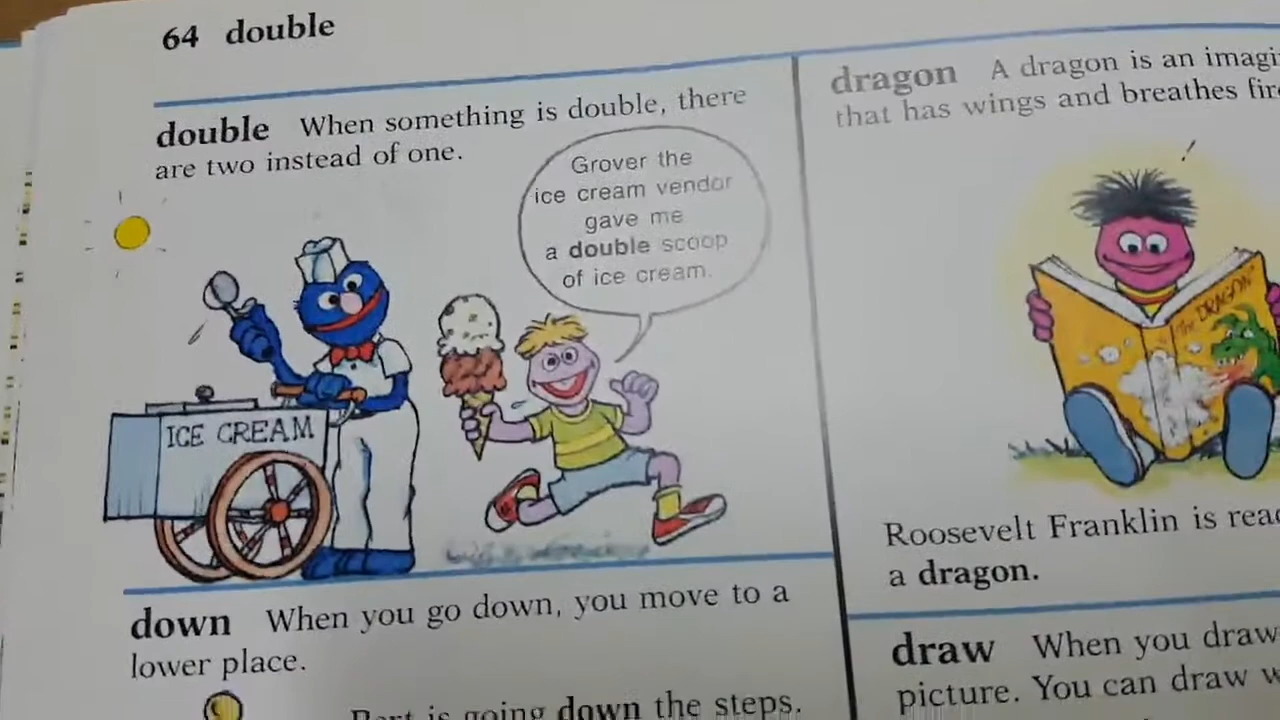 64 double
double When something is double, there
are two instead of one.
Grover the
ice cream vendor
gave me
a double scoop
of ice cream.
ICE CREAM
down When you go down, you move to a
lower place.
is going down the steps.
dragon A dragon is an
that has wings and breathes
!
The DRAGON
Roosevelt Franklin is
a dragon.
draw When you draw
picture. You can draw